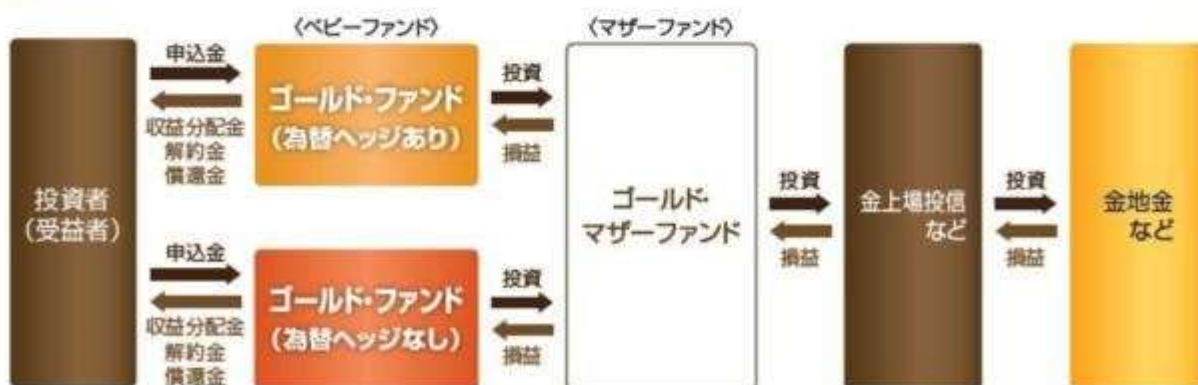 〈ベビーファンド〉
〈マザーファンド〉
投資者
（受益者）
申込金
収益分配金
解約金
償還金
ゴールド・ファンド
（為替ヘッジあり）
投資
損益
申込金
収益分配金
解約金
償還金
ゴールド・ファンド
（為替ヘッジなし）
投資
損益
ゴールド・
マザーファンド
投資
損益
金上場投信
など
投資
損益
金地金
など